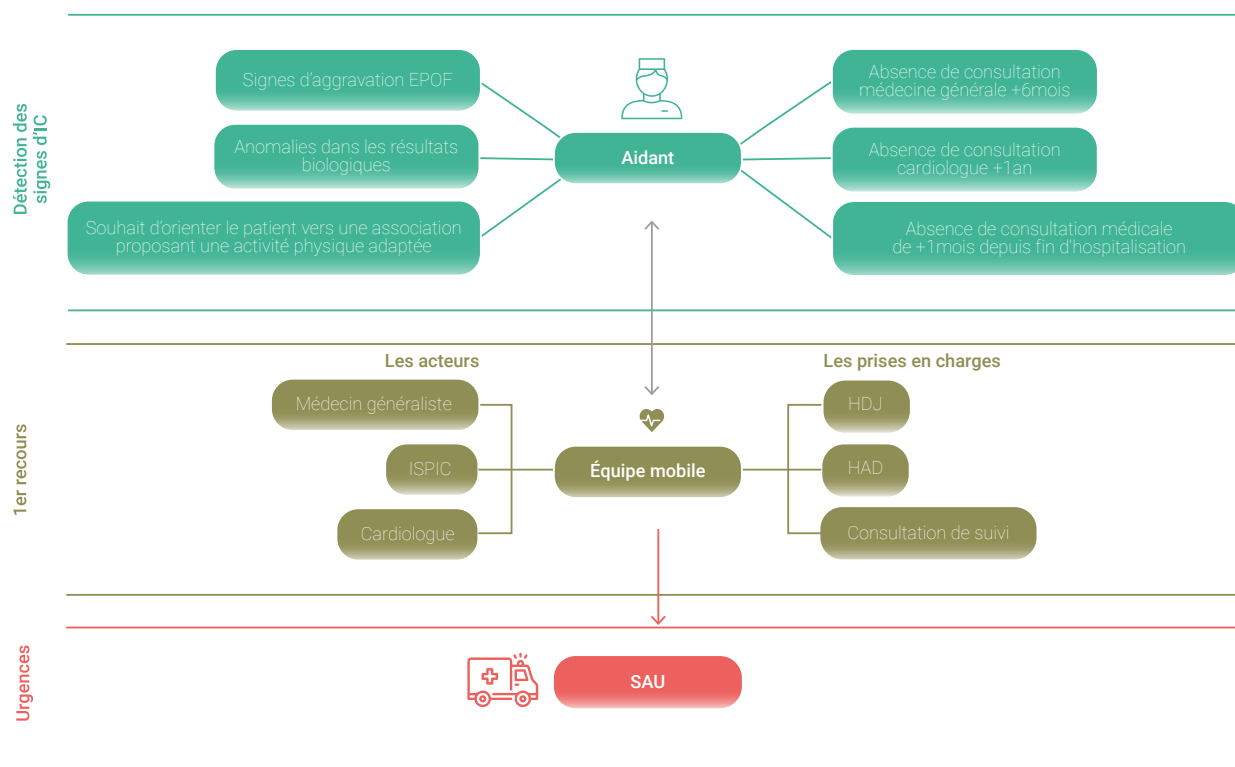 Détection des
signes d'IC
Signes d'aggravation EPOF
Anomalies dans les résultats
biologiques
Souhait d'orienter le patient vers une association
proposant une activité physique adaptée
Aidant
Absence de consultation
médecine générale +6mois
Absence de consultation
cardiologue +1an
Absence de consultation médicale
de +1mois depuis fin d'hospitalisation
1er recours
Les acteurs
Médecin généraliste
ISPIC
Cardiologue
Équipe mobile
Les prises en charges
HDJ
HAD
Consultation de suivi
Urgences
SAU